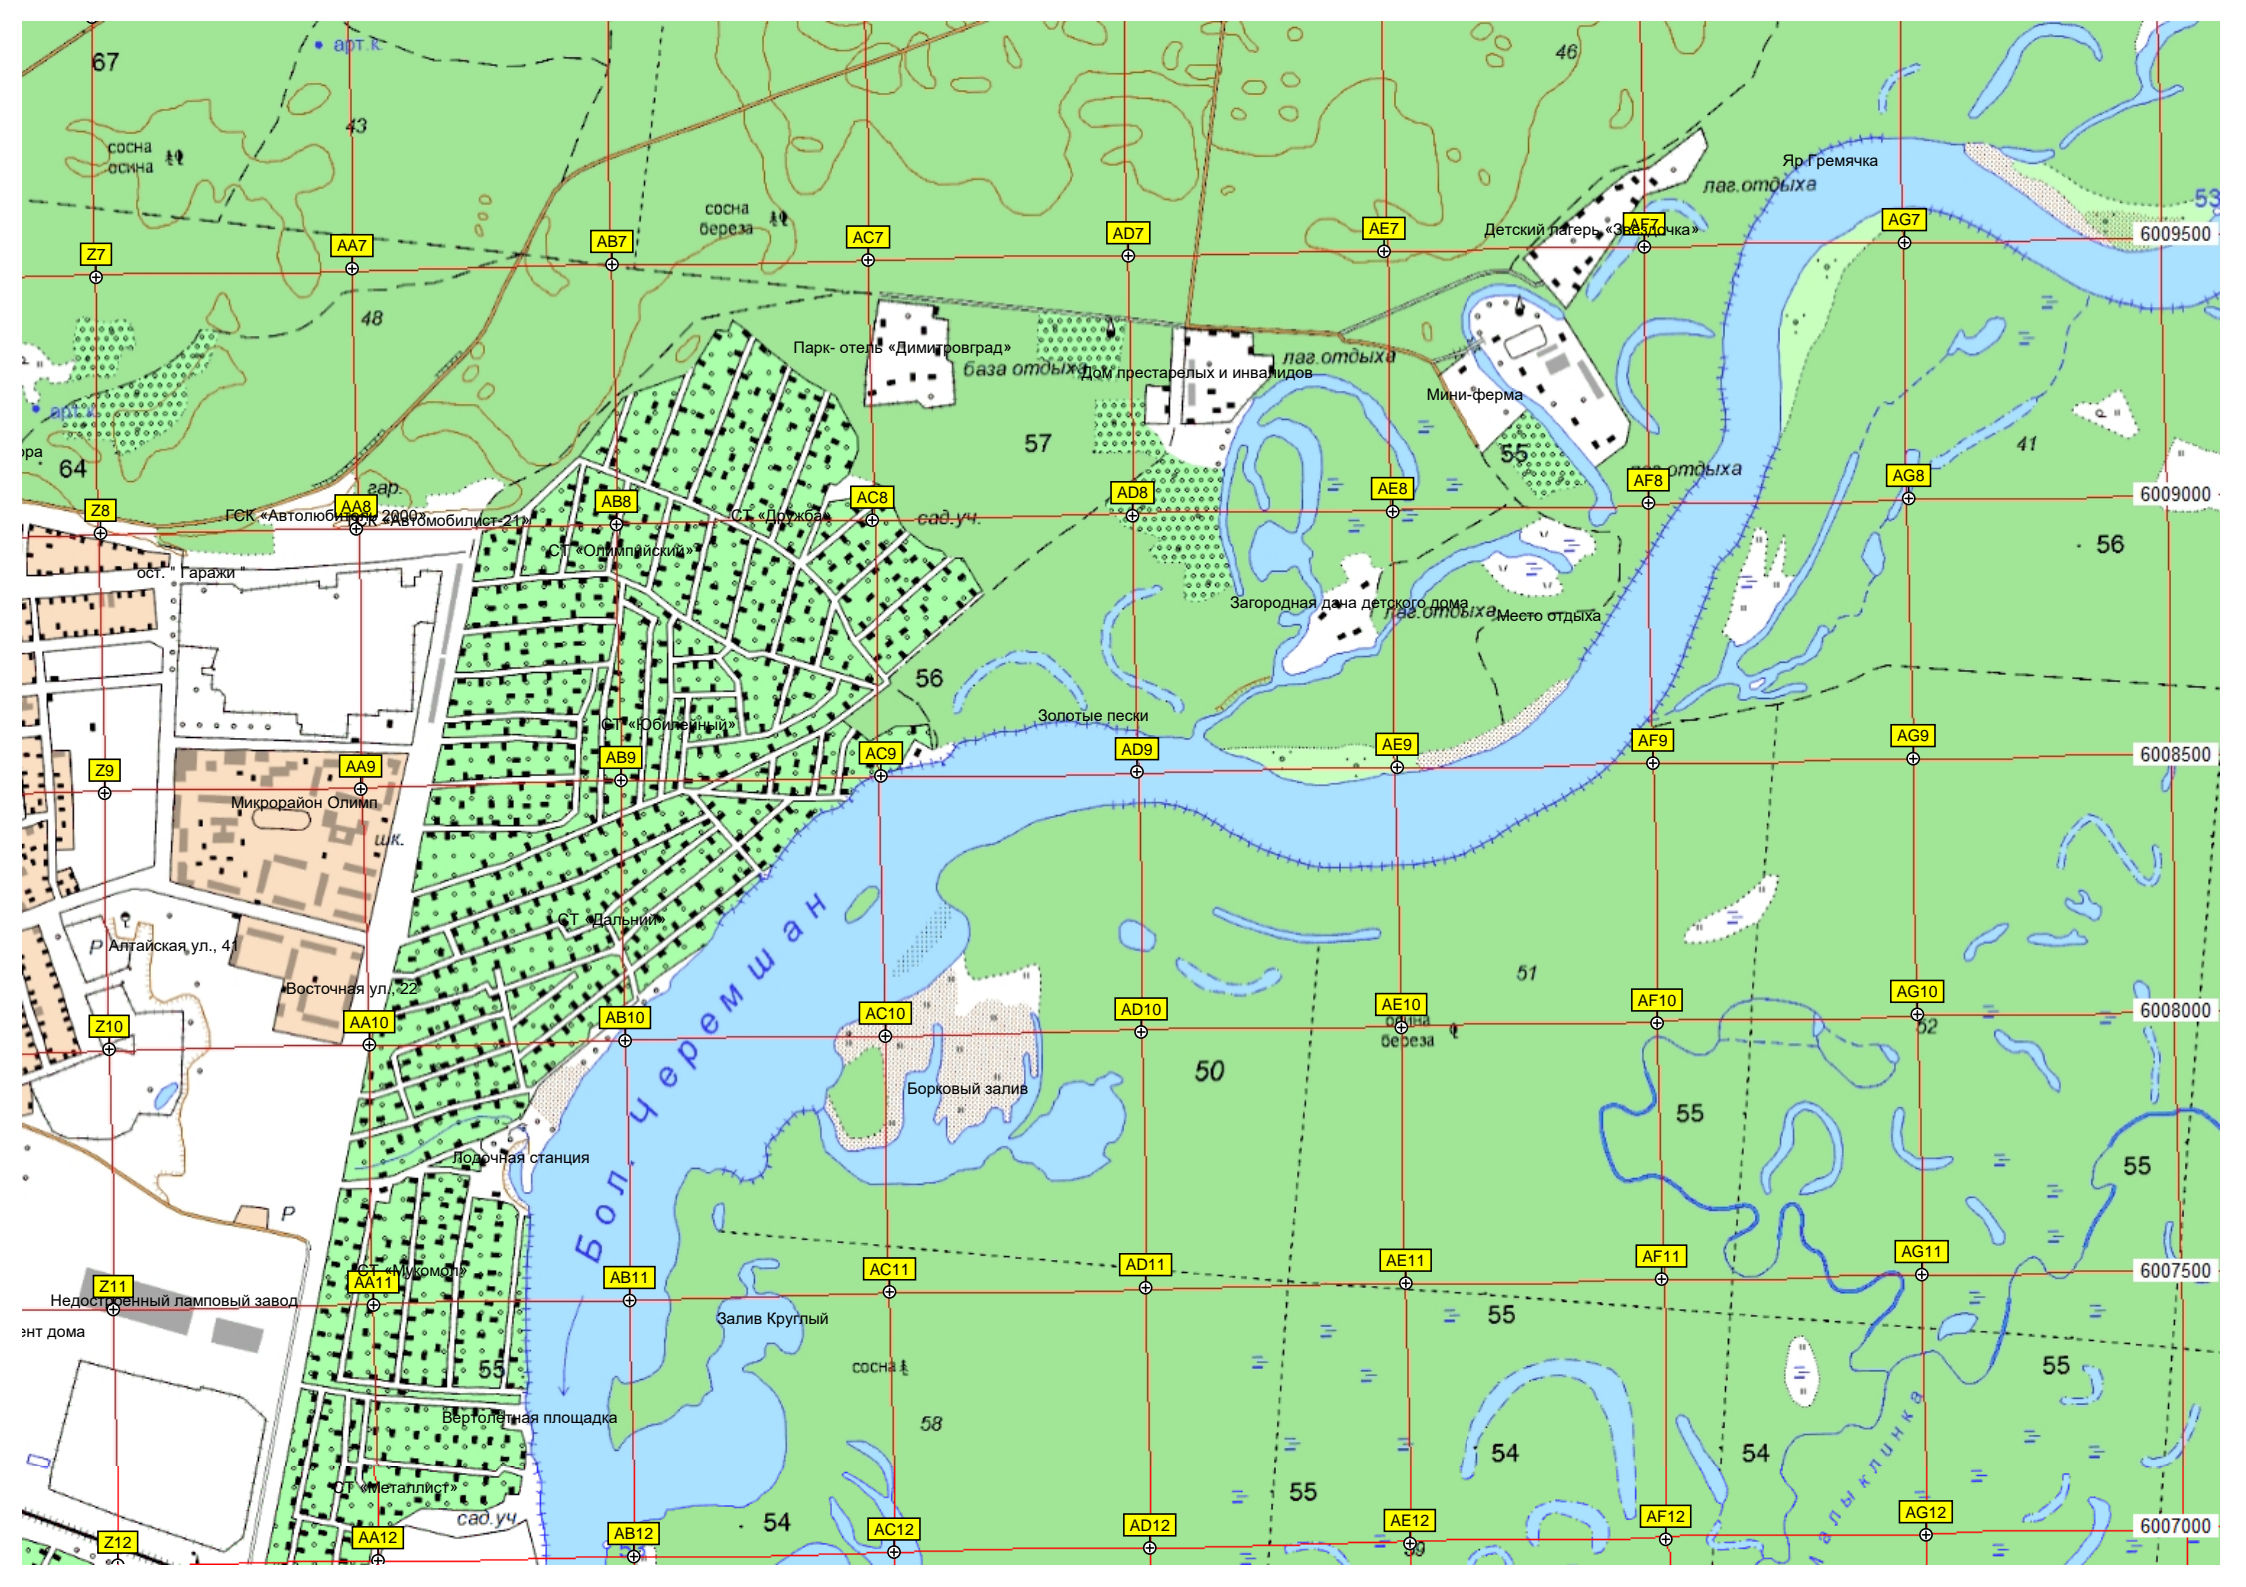 67
арт.к.
46
43
сосна
осина
Яр Гремячка
лаг.отдыха
53
сосна
береза
Детский лагерь «Звёздочка»
Z7
AA7
AB7
AC7
AD7
AE7
AF7
AG7
6009500
48
Парк- отель «Димитровград»
база отдыха
лаг.отдыха
Дом престарелых и инвалидов
Мини-ферма
арт.к.
57
55
41
ора
64
лаг.отдыха
гар.
Z8
AA8
AB8
AC8
AD8
AE8
AF8
AG8
6009000
ГСК «Автолюбитель 2000»
ГСК «Автомобилист-21»
СТ «Дружба»
сад.уч.
СТ «Олимпийский»
56
ост. " Гаражи "
Загородная дача детского дома
лаг.отдыха
Место отдыха
56
Золотые пески
СТ «Юбилейный»
Z9
AA9
AB9
AC9
AD9
AE9
AF9
AG9
6008500
Микрорайон Олимп
шк.
СТ «Дальний»
Р
Алтайская ул., 41
Восточная ул., 22
51
Бол. Черемшан
Z10
AA10
AB10
AC10
AD10
AE10
AF10
AG10
6008000
52
береза
50
Борковый залив
55
Лодочная станция
55
Р
СТ «Мукомол»
Z11
AA11
AB11
AC11
AD11
AE11
AF11
AG11
6007500
Недостроенный ламповый завод
Залив Круглый
55
ент дома
сосна
55
55
58
Вертолётная площадка
54
54
Малыклинка
СТ «Металлист»
55
сад.уч
54
Z12
AA12
AB12
AC12
AD12
AE12
AF12
AG12
6007000